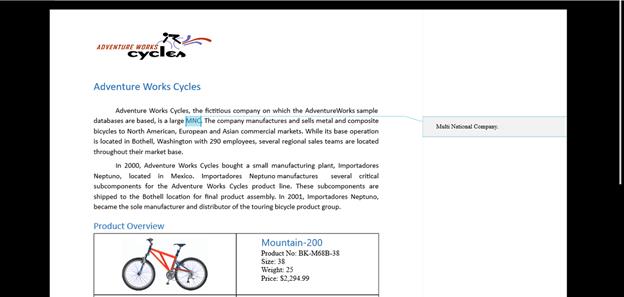 ADVENTURE WORKS
cycles
Adventure Works Cycles
Adventure Works Cycles, the fictitious company on which the AdventureWorks sample
databases are based, is a large MNC. The company manufactures and sells metal and composite
bicycles to North American, European and Asian commercial markets. While its base operation
is located in Bothell, Washington with 290 employees, several regional sales teams are located
throughout their market base.
Multi National Company.
In 2000, Adventure Works Cycles bought a small manufacturing plant, Importadores
Neptuno, located in Mexico. Importadores Neptuno manufactures several critical
subcomponents for the Adventure Works Cycles product line. These subcomponents are
shipped to the Bothell location for final product assembly. In 2001, Importadores Neptuno,
became the sole manufacturer and distributor of the touring bicycle product group.
Product Overview
Mountain-200
Product No: BK-M68B-38
Size: 38
Weight: 25
Price: $2,294.99